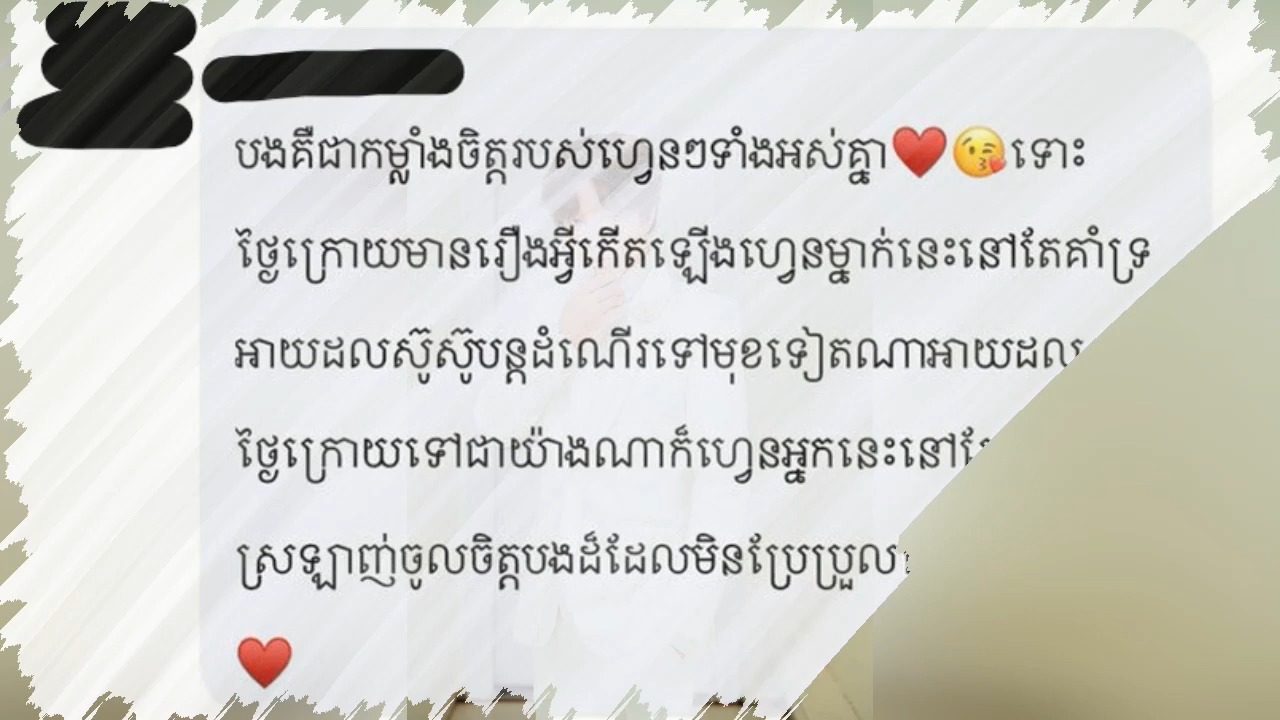 បងគឺជាកម្លាំងចិត្តរបស់ហ្វេនៗទាំងអស់គ្នា❤️😘ទោះ
ថ្ងៃក្រោយមានរឿងអ្វីកើតឡើងហ្វេនម្នាក់នេះនៅតែគាំទ្រ
អាយដលស៊ូស៊ូបន្តដំណើរទៅមុខទៀតណាអាយដល
ថ្ងៃក្រោយទៅជាយ៉ាងណាក៏ហ្វេនអ្នកនេះនៅ
ស្រឡាញ់ចូលចិត្តបងដ៏ដែលមិនប្រែប្រួល
❤️